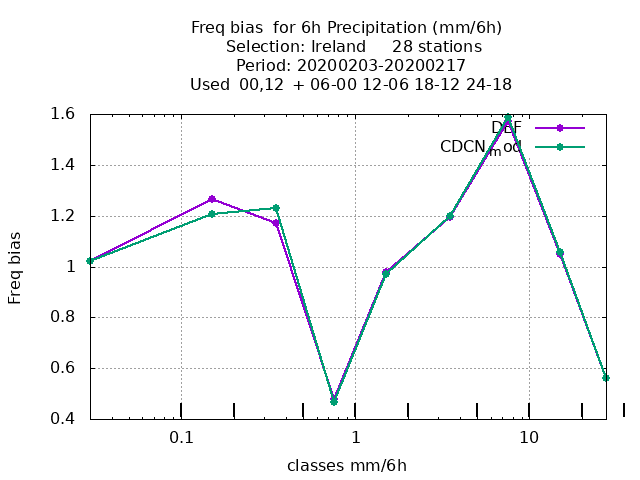 Freq bias  for 6h Precipitation (mm/6h)
Selection: Ireland     28 stations
Period: 20200203-20200217
Used  00,12  + 06-00 12-06 18-12 24-18
1.6
1.4
1.2
1
0.8
0.6
0.4
Freq bias
DEF
CDCN_mod
0.1
1
10
classes mm/6h